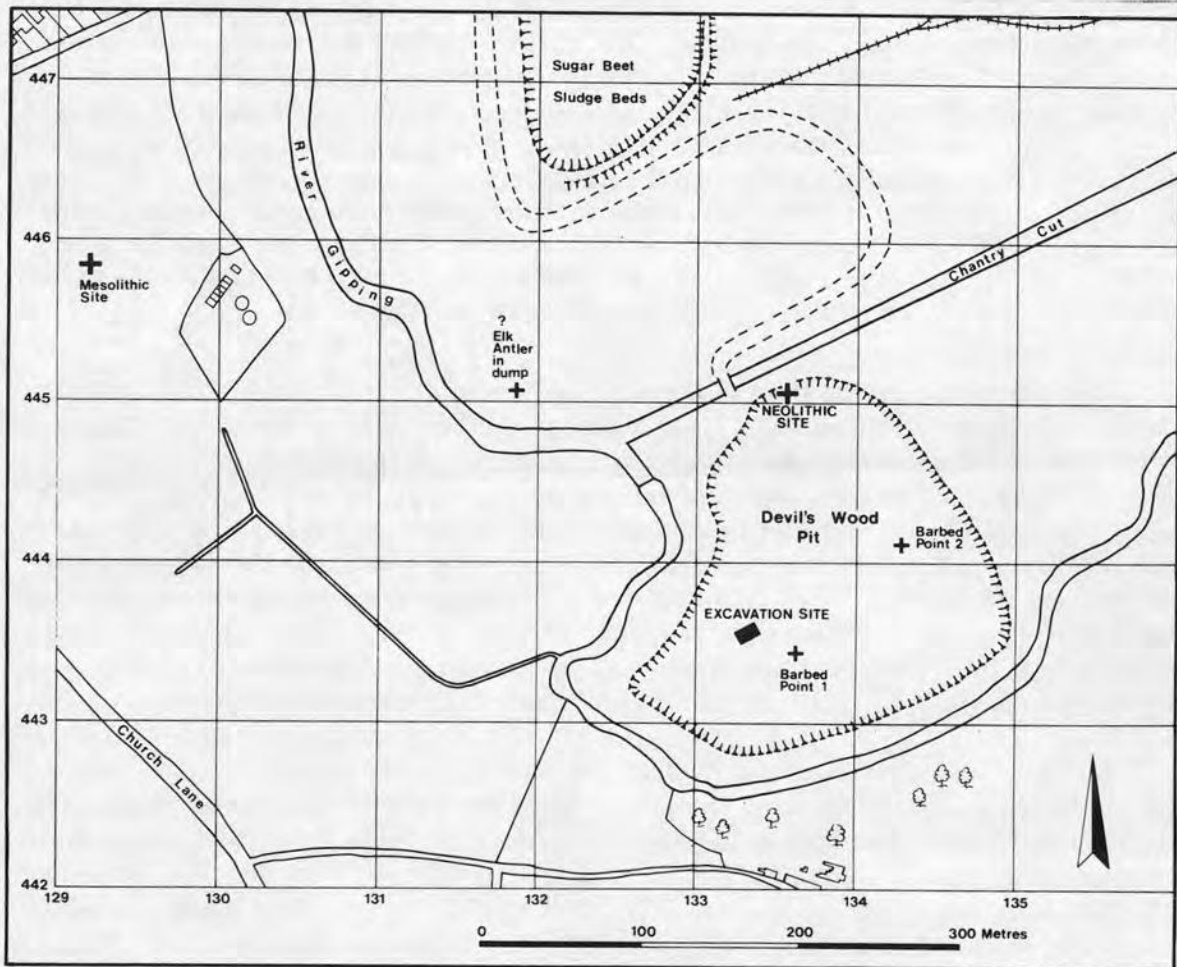 447
446
445
444
443
442
129
130
131
132
133
134
135
Sugar Beet
Sludge Beds
River Gipping
Chantry Cut
Mesolithic
Site
?
Elk
Antler
in
dump
NEOLITHIC
SITE
Devil's Wood
Pit
Barbed
Point 2
EXCAVATION SITE
Barbed
Point 1
Church Lane
0 100 200 300 Metres